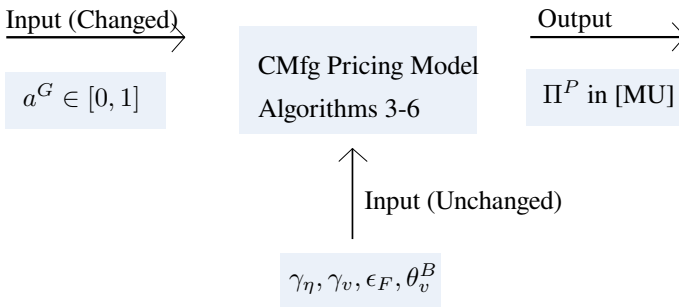 Input (Changed)
a^G ∈ [0, 1]
CMfg Pricing Model
Algorithms 3-6
Output
Π^P in [MU]
Input (Unchanged)
γ_η, γ_v, ϵ_F, θ_v^B